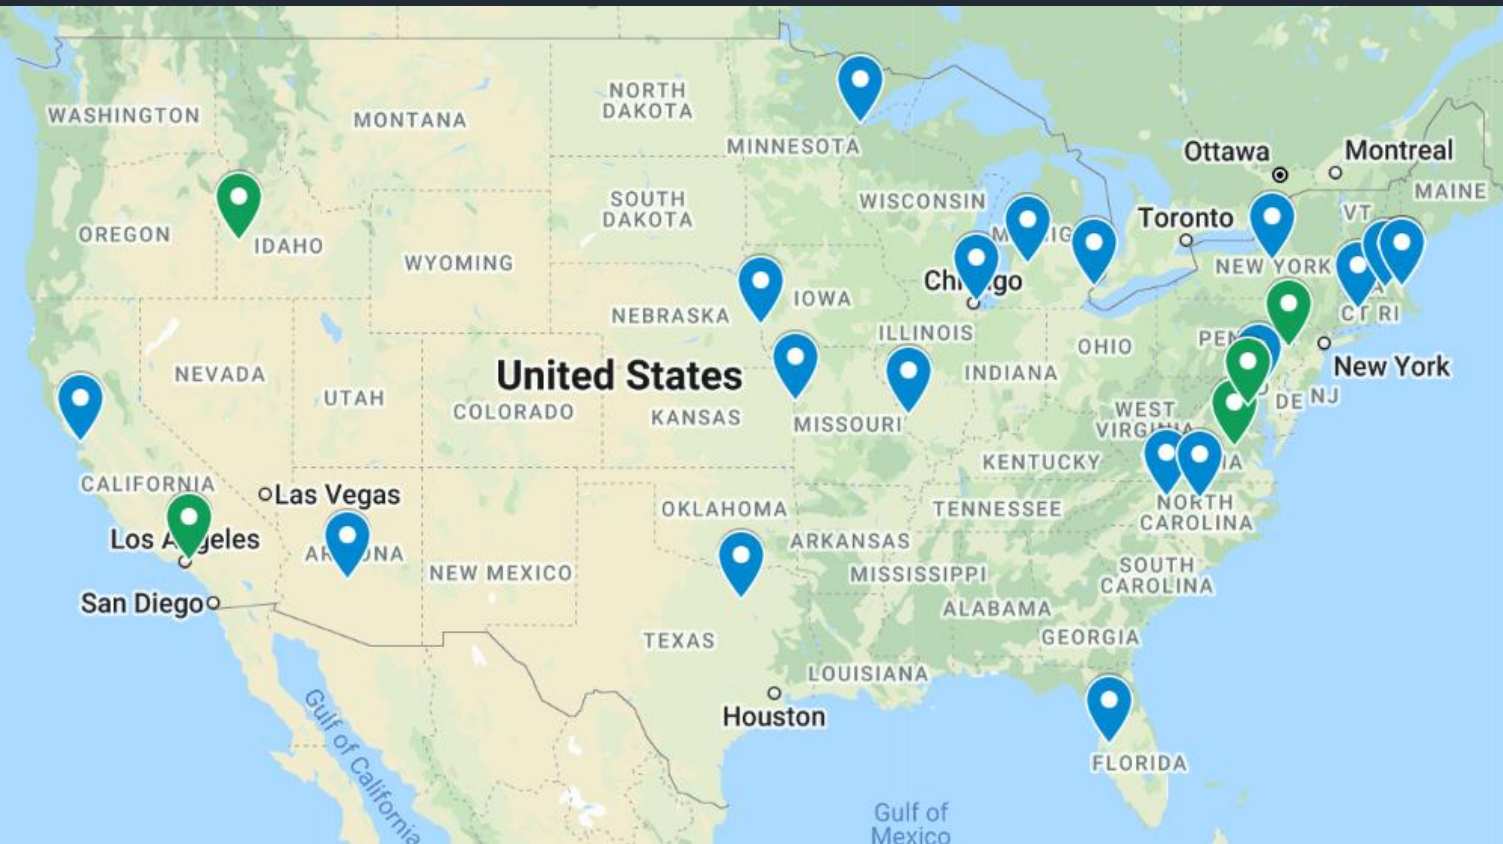 NORTH
DAKOTA
WASHINGTON
MONTANA
MINNESOTA
Ottawa
Montreal
MAINE
WISCONSIN
SOUTH
DAKOTA
VT
Toronto
OREGON
IDAHO
WYOMING
NEW YORK
IOWA
NEBRASKA
ILLINOIS
CT RI
OHIO
United States
NEVADA
UTAH
COLORADO
KANSAS
MISSOURI
INDIANA
New York
DE NJ
WEST
VIRGINIA
KENTUCKY
CALIFORNIA
Las Vegas
OKLAHOMA
TENNESSEE
NORTH
CAROLINA
ARKANSAS
NEW MEXICO
MISSISSIPPI
SOUTH
CAROLINA
San Diego
ALABAMA
TEXAS
GEORGIA
LOUISIANA
Houston
Gulf of California
FLORIDA
Gulf of
Mexico